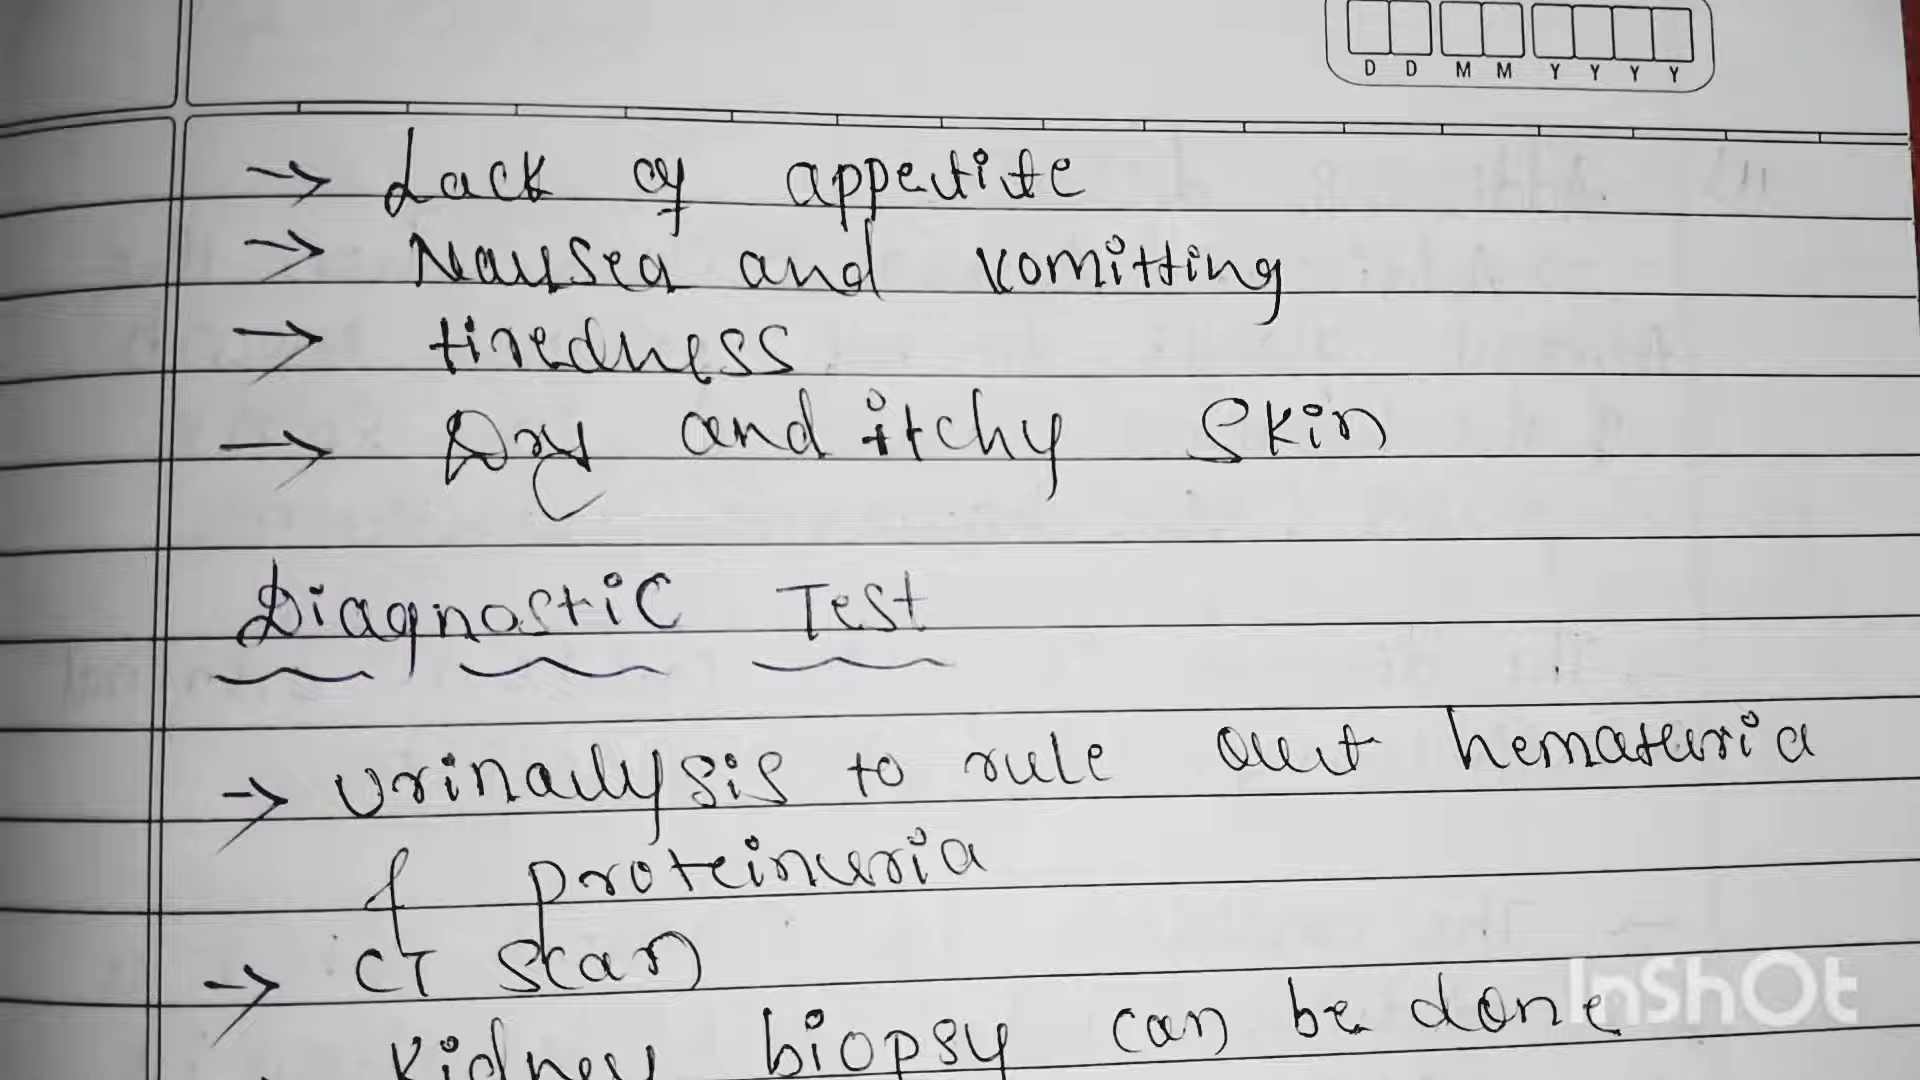 D D M M Y Y Y Y
→ Lack of appetite
→ Nausea and vomitting
→ tiredness
→ Dry and itchy skin
Diagnostic Test
→ Urinalysis to rule out hematuria
& proteinuria
→ CT Scan
Kidney biopsy can be done
InShOt